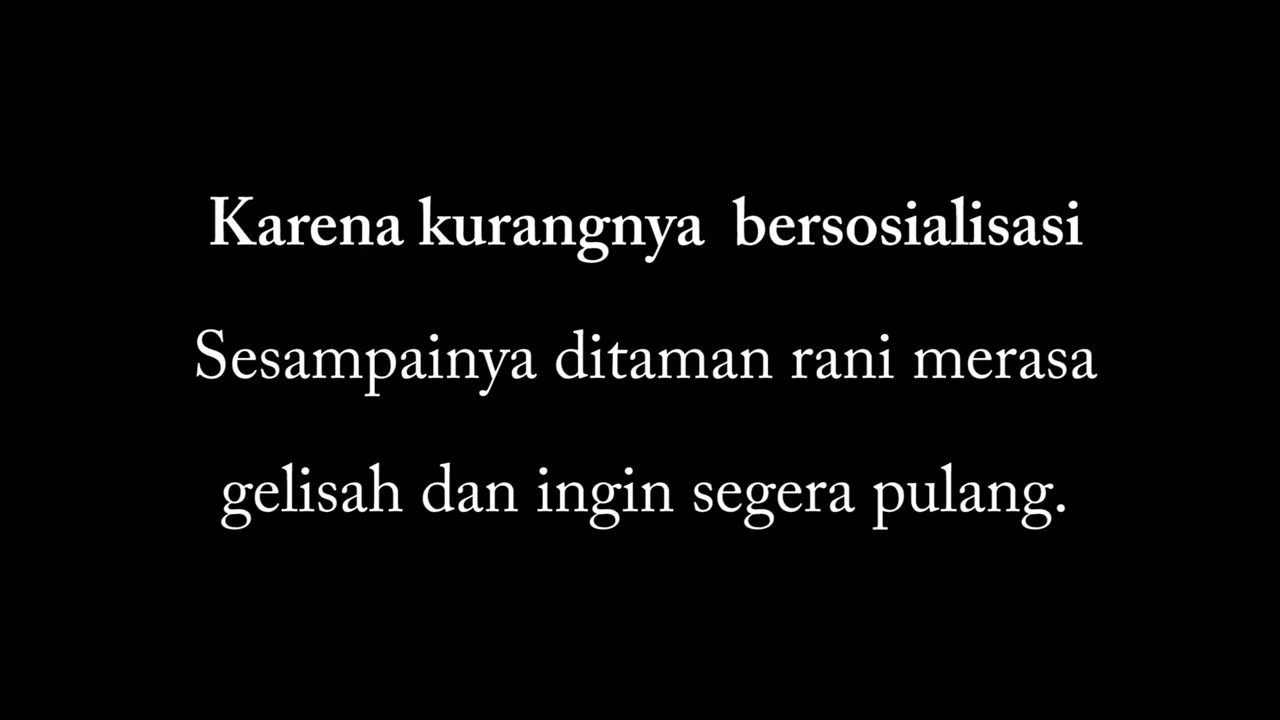 Karena kurangnya  bersosialisasi
Sesampainya ditaman rani merasa
gelisah dan ingin segera pulang.